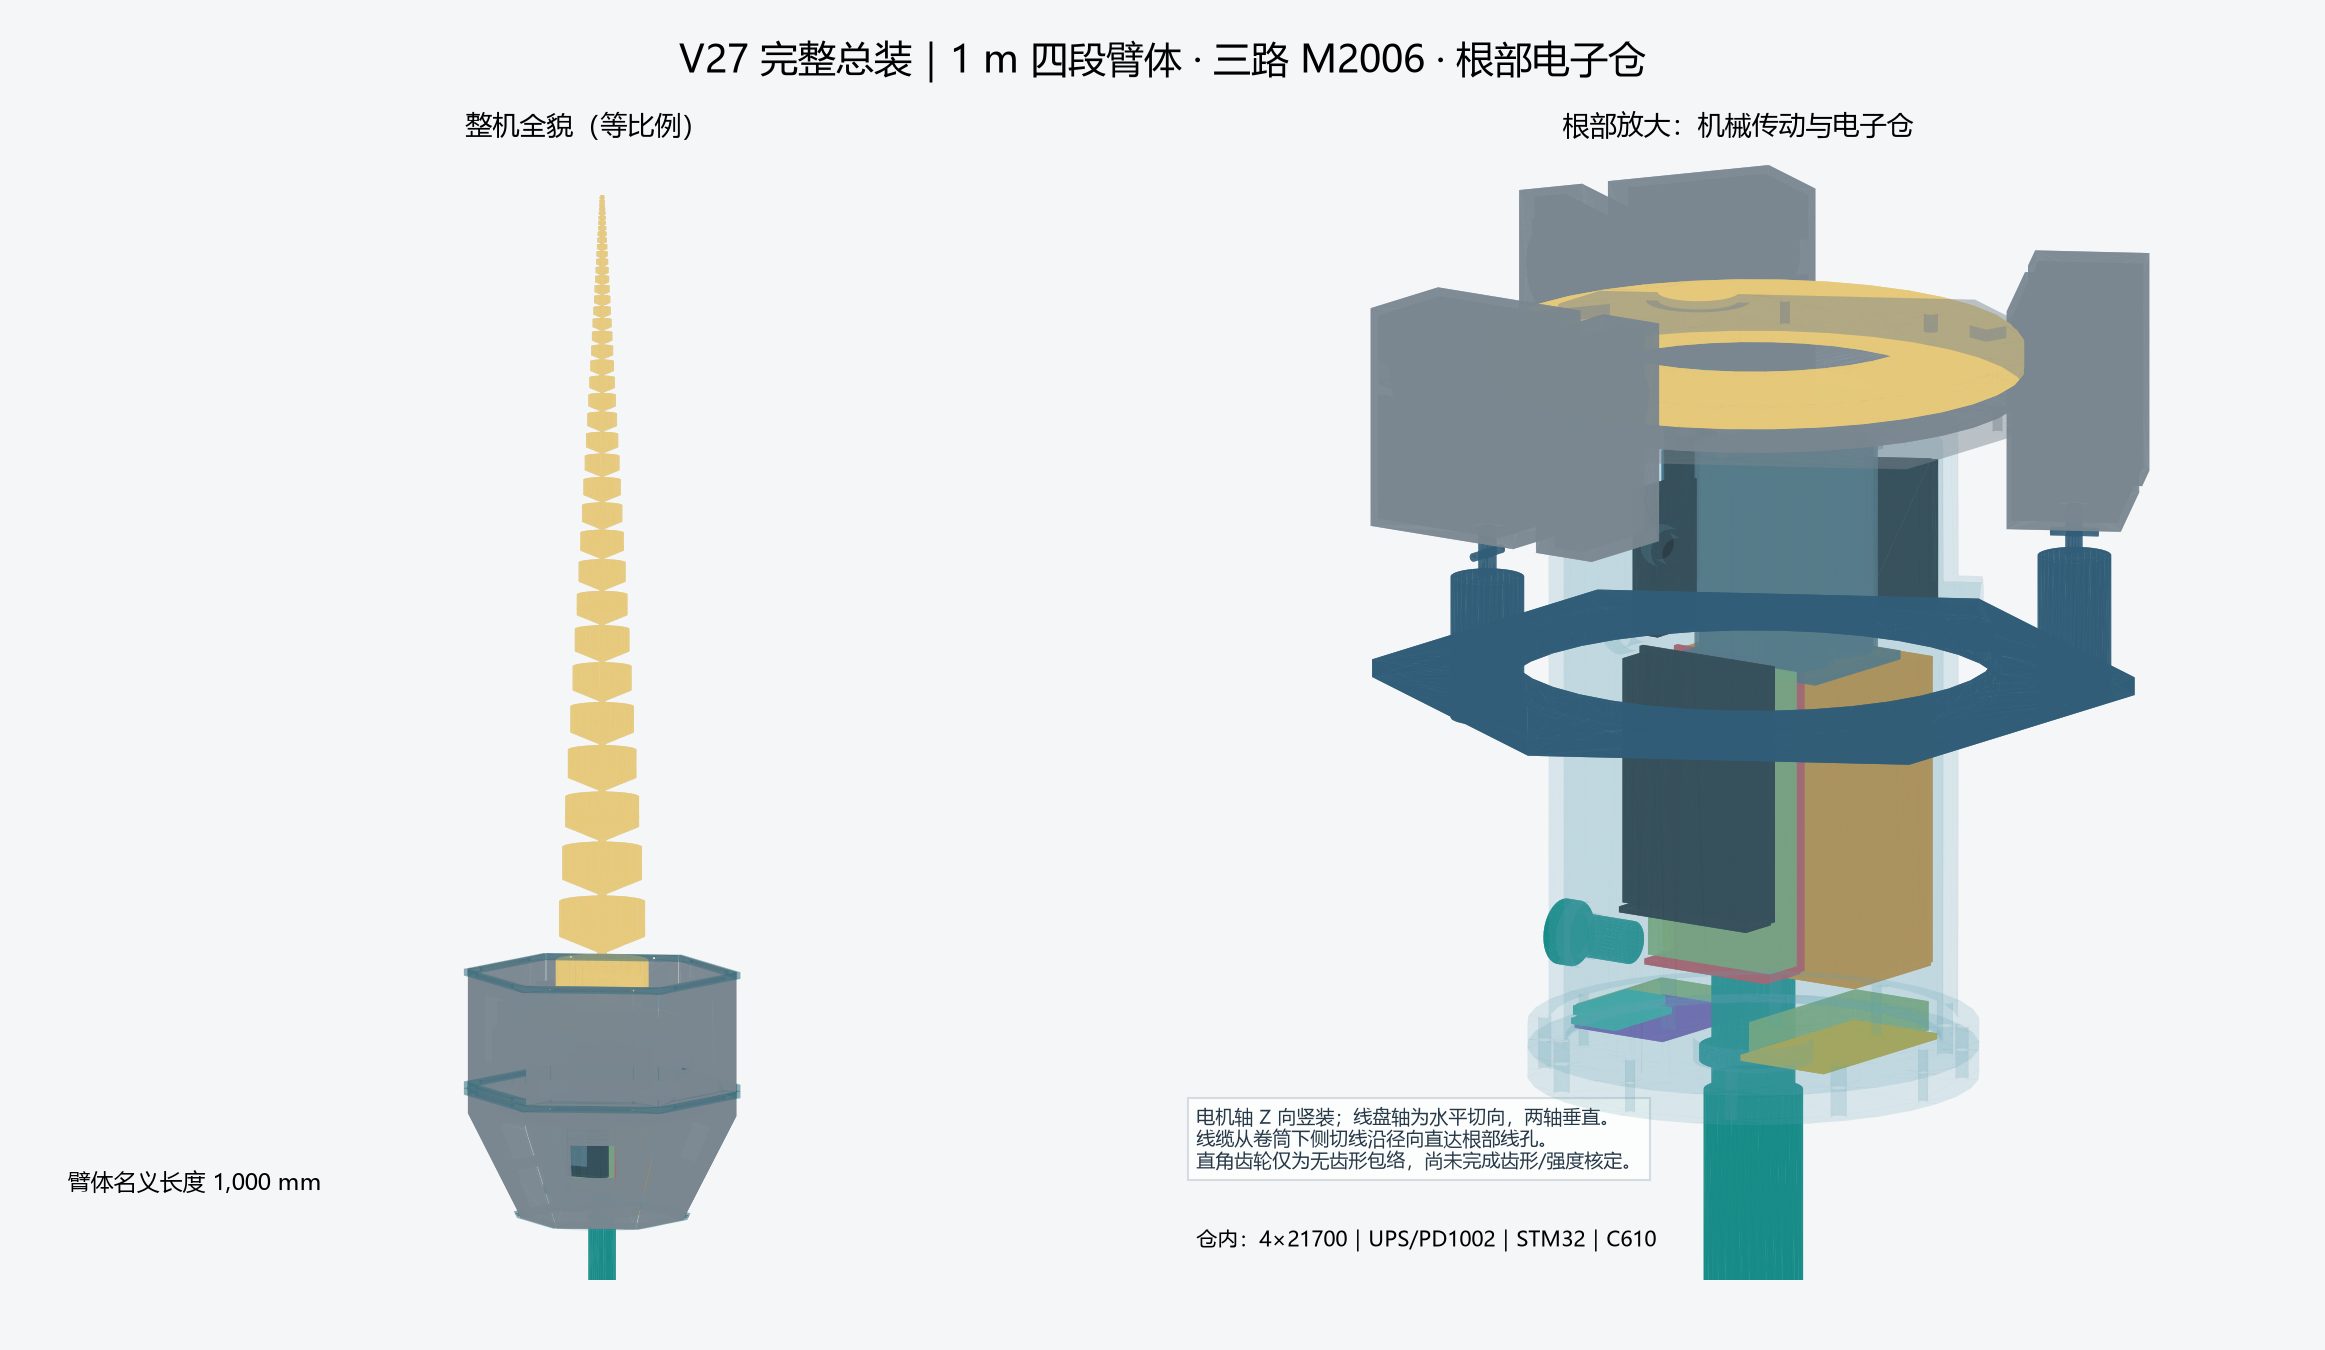 V27 完整总装 | 1 m 四段臂体 · 三路 M2006 · 根部电子仓
整机全貌（等比例）
根部放大：机械传动与电子仓
电机轴 Z 向竖装；线盘轴为水平切向，两轴垂直。
线缆从卷筒下侧切线沿径向直达根部线孔。
直角齿轮仅为无齿形包络，尚未完成齿形/强度核定。
臂体名义长度 1,000 mm
仓内：4×21700 | UPS/PD1002 | STM32 | C610